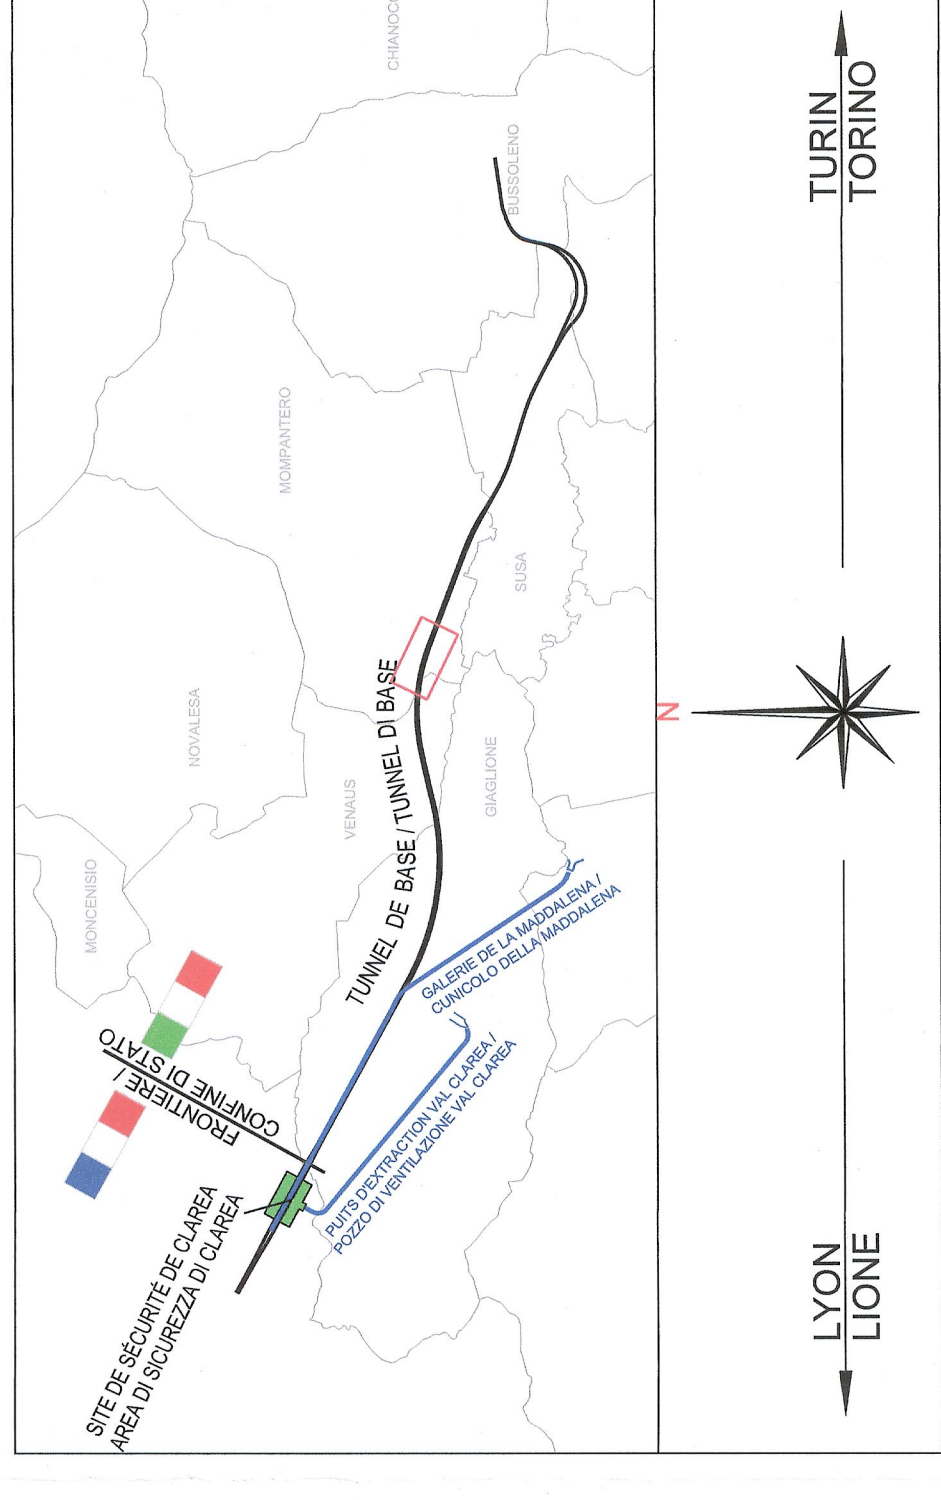 CHIANOCO
BUSSOLENO
MOMPANTERO
SUSA
NOVALESA
VENAUS
GIAGLIONE
MONCENISIO
TUNNEL DE BASE / TUNNEL DI BASE
GALERIE DE LA MADDALENA /
CUNICOLO DELLA MADDALENA
PUITS D'EXTRACTION VAL CLAREA /
POZZO DI VENTILAZIONE VAL CLAREA
FRONTIERE /
CONFINE DI STATO
SITE DE SÉCURITÉ DE CLAREA
AREA DI SICUREZZA DI CLAREA
LYON
LIONE
N
TURIN
TORINO